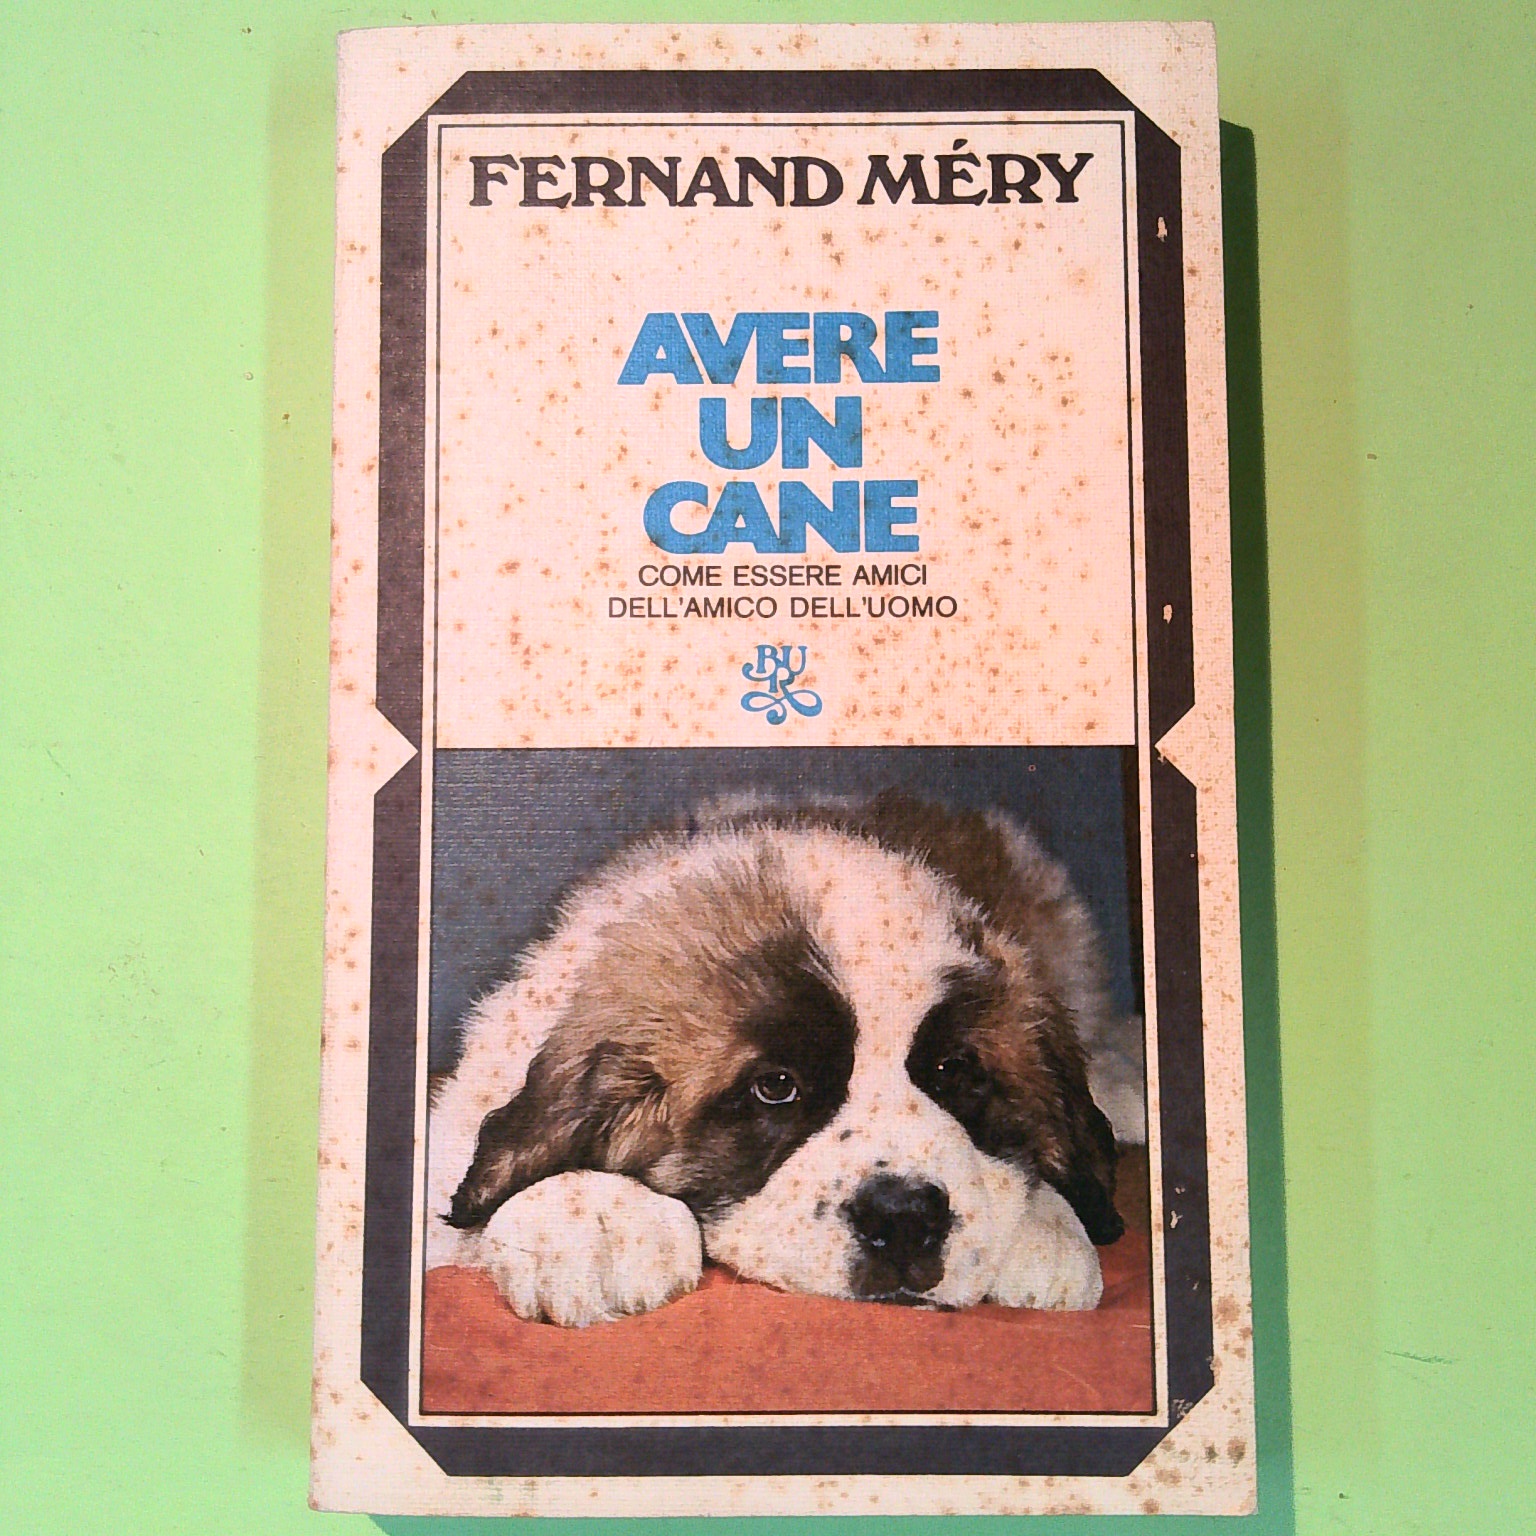 FERNAND MÉRY
AVERE
UN
CANE
COME ESSERE AMICI
DELL'AMICO DELL'UOMO
BUR